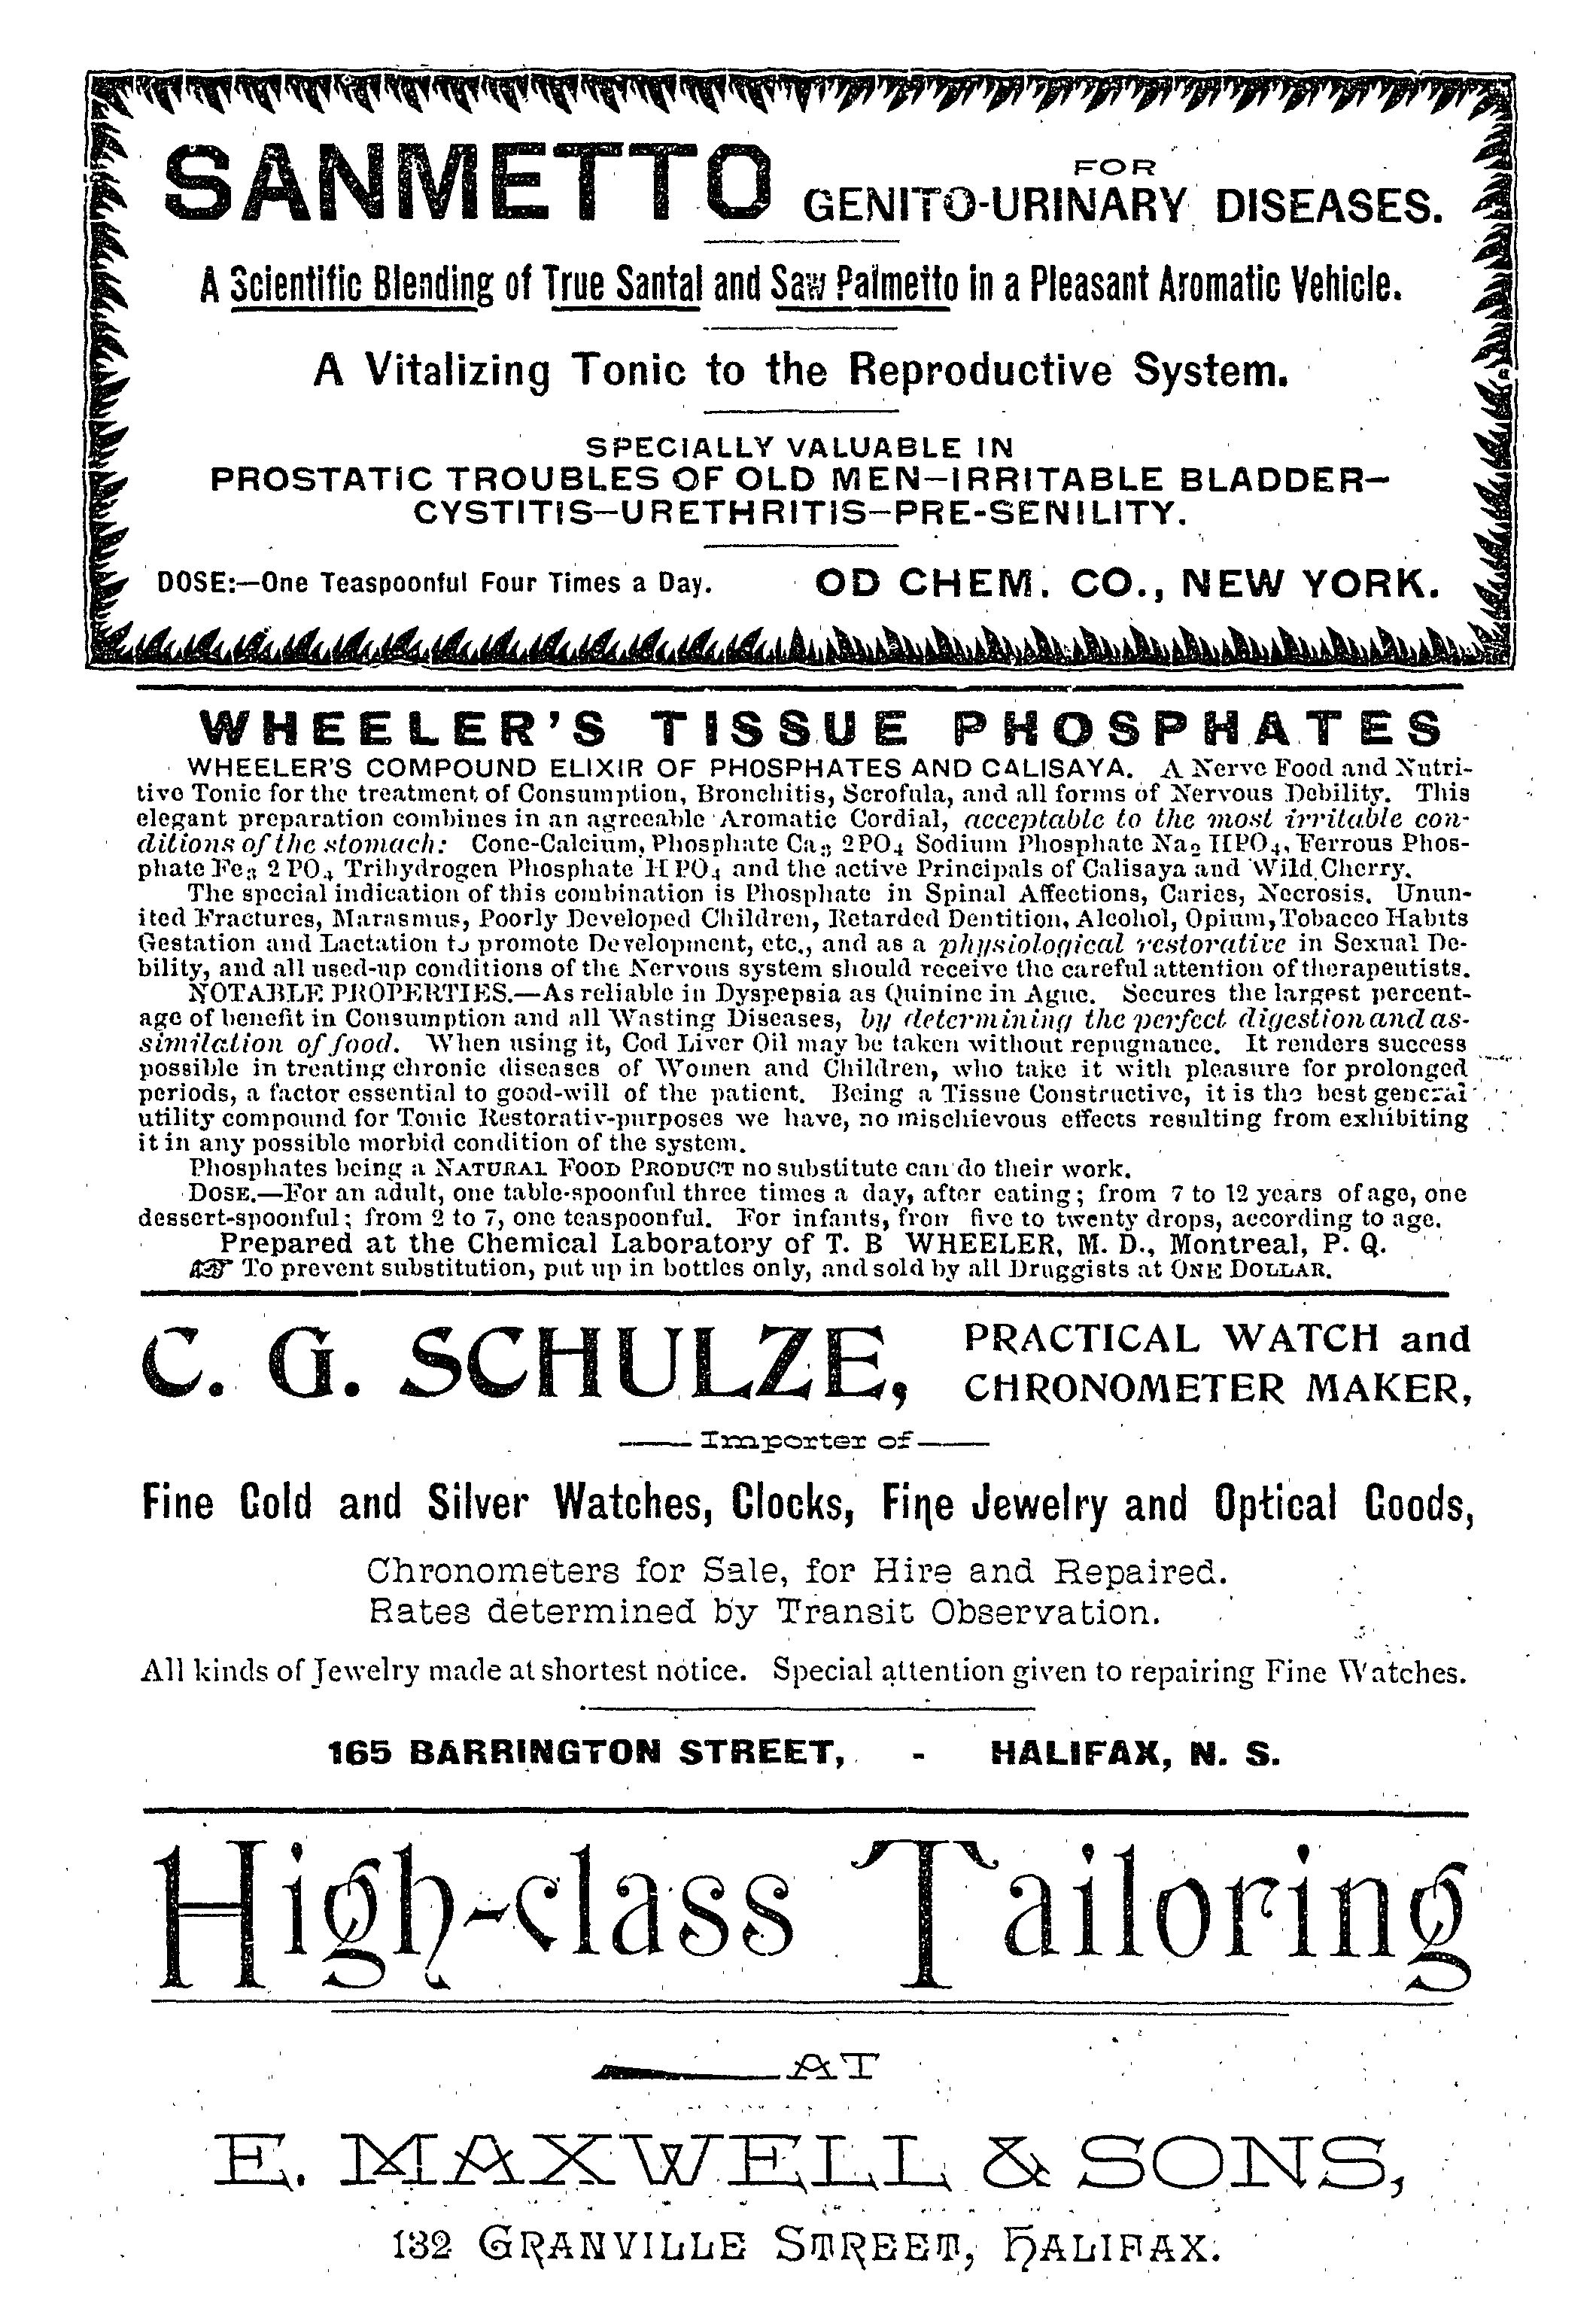 SANMETTO FOR GENITO-URINARY DISEASES.
A Scientific Blending of True Santal and Saw Palmetto in a Pleasant Aromatic Vehicle.
A Vitalizing Tonic to the Reproductive System.
SPECIALLY VALUABLE IN
PROSTATIC TROUBLES OF OLD MEN—IRRITABLE BLADDER—
CYSTITIS—URETHRITIS—PRE-SENILITY.
DOSE:—One Teaspoonful Four Times a Day. OD CHEM. CO., NEW YORK.
WHEELER'S TISSUE PHOSPHATES
WHEELER'S COMPOUND ELIXIR OF PHOSPHATES AND CALISAYA. A Nerve Food and Nutri-
tive Tonic for the treatment of Consumption, Bronchitis, Scrofula, and all forms of Nervous Debility. This
elegant preparation combines in an agreeable Aromatic Cordial, acceptable to the most irritable con-
ditions of the stomach: Cone-Calcium, Phosphate Ca₃ 2PO₄ Sodium Phosphate Na₂ HPO₄, Ferrous Phos-
phate Fe₃ 2 PO₄ Trihydrogen Phosphate H PO₄ and the active Principals of Calisaya and Wild Cherry.
The special indication of this combination is Phosphate in Spinal Affections, Caries, Necrosis. Unun-
ited Fractures, Marasmus, Poorly Developed Children, Retarded Dentition, Alcohol, Opium, Tobacco Habits
Gestation and Lactation to promote Development, etc., and as a physiological restorative in Sexual De-
bility, and all used-up conditions of the Nervous system should receive the careful attention of therapeutists.
NOTABLE PROPERTIES.—As reliable in Dyspepsia as Quinine in Ague. Secures the largest percent-
age of benefit in Consumption and all Wasting Diseases, by determining the perfect digestion and as-
similation of food. When using it, Cod Liver Oil may be taken without repugnance. It renders success
possible in treating chronic diseases of Women and Children, who take it with pleasure for prolonged
periods, a factor essential to good-will of the patient. Being a Tissue Constructive, it is the best general
utility compound for Tonic Restorativ-purposes we have, no mischievous effects resulting from exhibiting
it in any possible morbid condition of the system.
Phosphates being a NATURAL FOOD PRODUCT no substitute can do their work.
DOSE.—For an adult, one table-spoonful three times a day, after eating; from 7 to 12 years of age, one
dessert-spoonful; from 2 to 7, one teaspoonful. For infants, from five to twenty drops, according to age.
Prepared at the Chemical Laboratory of T. B WHEELER, M. D., Montreal, P. Q.
☞ To prevent substitution, put up in bottles only, and sold by all Druggists at ONE DOLLAR.
C. G. SCHULZE, PRACTICAL WATCH and
CHRONOMETER MAKER,
Importer of
Fine Gold and Silver Watches, Clocks, Fine Jewelry and Optical Goods,
Chronometers for Sale, for Hire and Repaired.
Rates determined by Transit Observation.
All kinds of Jewelry made at shortest notice. Special attention given to repairing Fine Watches.
165 BARRINGTON STREET, - HALIFAX, N. S.
High-class Tailoring
AT
E. MAXWELL & SONS,
132 GRANVILLE STREET, HALIFAX.